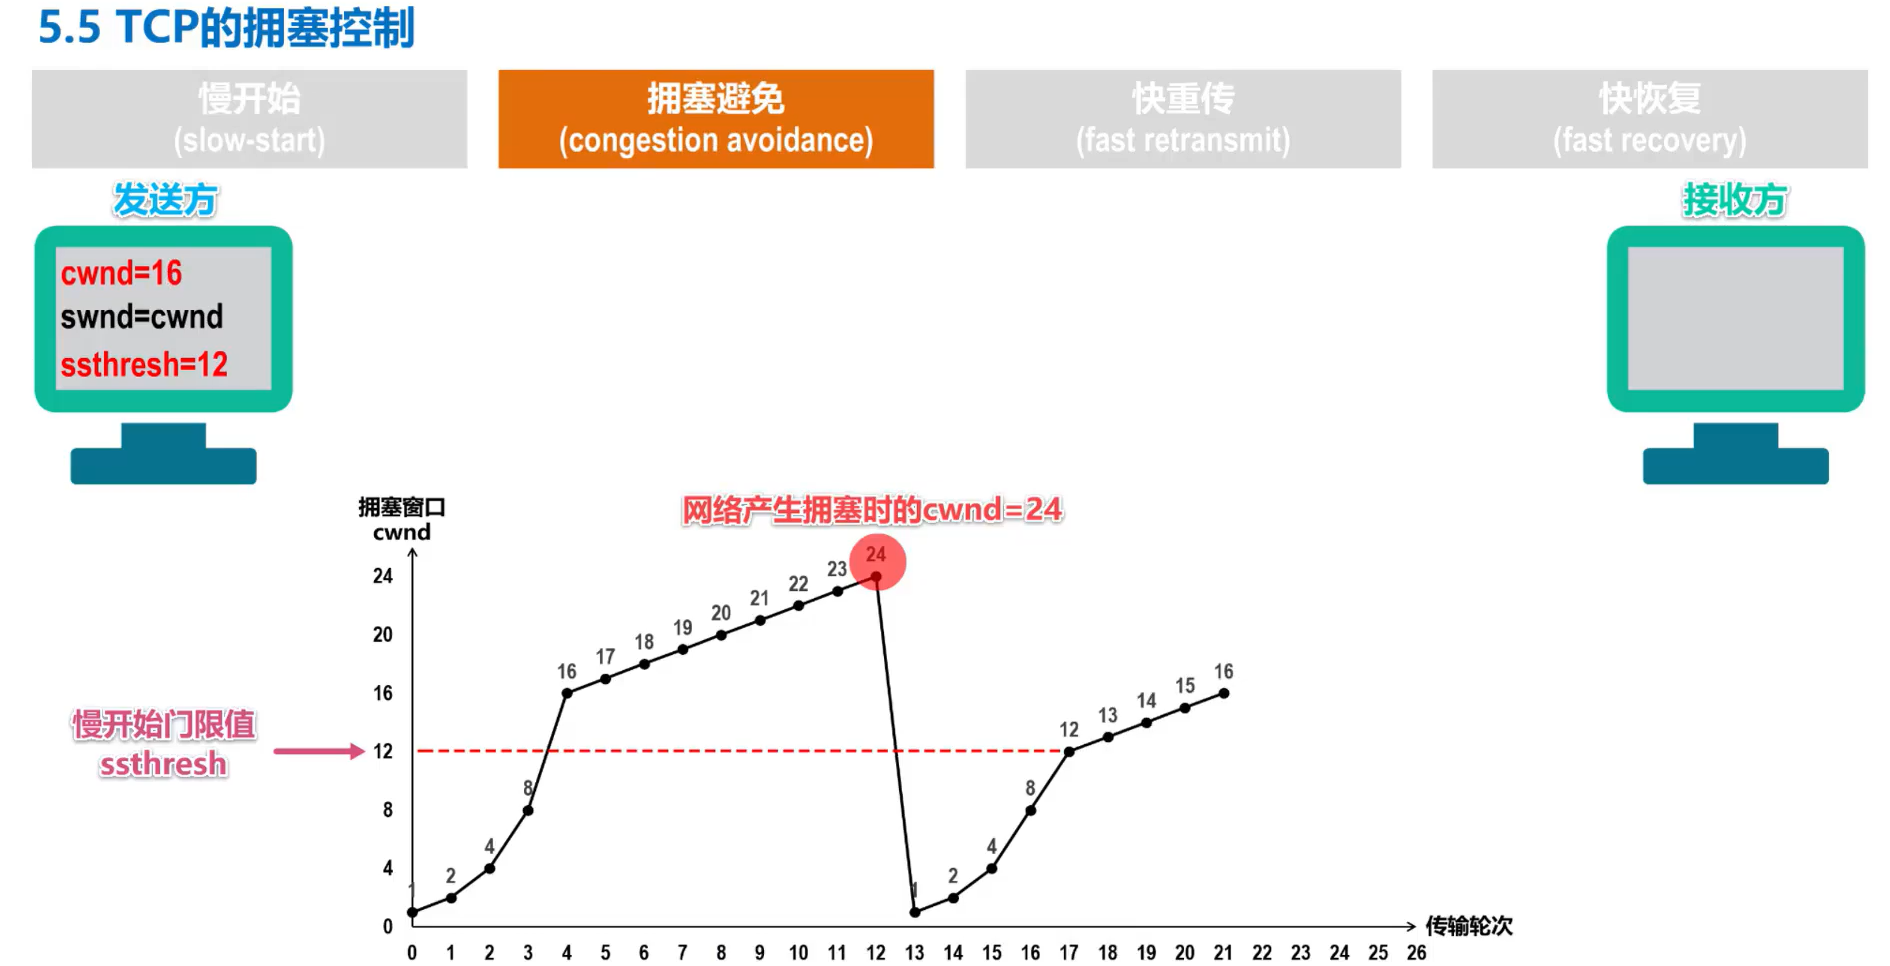 5.5 TCP的拥塞控制
慢开始
(slow-start)
拥塞避免
(congestion avoidance)
快重传
(fast retransmit)
快恢复
(fast recovery)
发送方
接收方
cwnd=16
swnd=cwnd
ssthresh=12
拥塞窗口
cwnd
网络产生拥塞时的cwnd=24
24
20
16
12
8
4
0
慢开始门限值
ssthresh
1
2
4
8
16
17
18
19
20
21
22
23
24
1
2
4
8
12
13
14
15
16
传输轮次
0 1 2 3 4 5 6 7 8 9 10 11 12 13 14 15 16 17 18 19 20 21 22 23 24 25 26